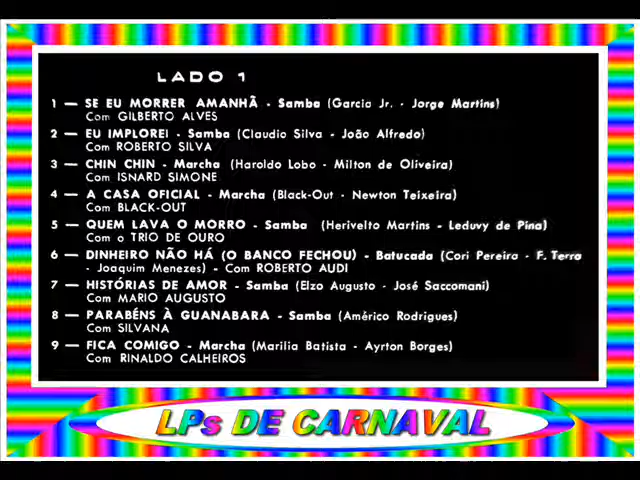 LADO 1
1 — SE EU MORRER AMANHÃ - Samba (Garcia Jr. - Jorge Martins)
Com GILBERTO ALVES
2 — EU IMPLOREI - Samba (Claudio Silva - João Alfredo)
Com ROBERTO SILVA
3 — CHIN CHIN - Marcha (Haroldo Lobo - Milton de Oliveira)
Com ISNARD SIMONE
4 — A CASA OFICIAL - Marcha (Black-Out - Newton Teixeira)
Com BLACK-OUT
5 — QUEM LAVA O MORRO - Samba (Herivelto Martins - Leduvy de Pina)
Com o TRIO DE OURO
6 — DINHEIRO NÃO HÁ (O BANCO FECHOU) - Batucada (Cori Pereira - F. Terra
- Joaquim Menezes) - Com ROBERTO AUDI
7 — HISTÓRIAS DE AMOR - Samba (Elzo Augusto - José Saccomani)
Com MARIO AUGUSTO
8 — PARABÉNS À GUANABARA - Samba (Américo Rodrigues)
Com SILVANA
9 — FICA COMIGO - Marcha (Marilia Batista - Ayrton Borges)
Com RINALDO CALHEIROS
LPs DE CARNAVAL